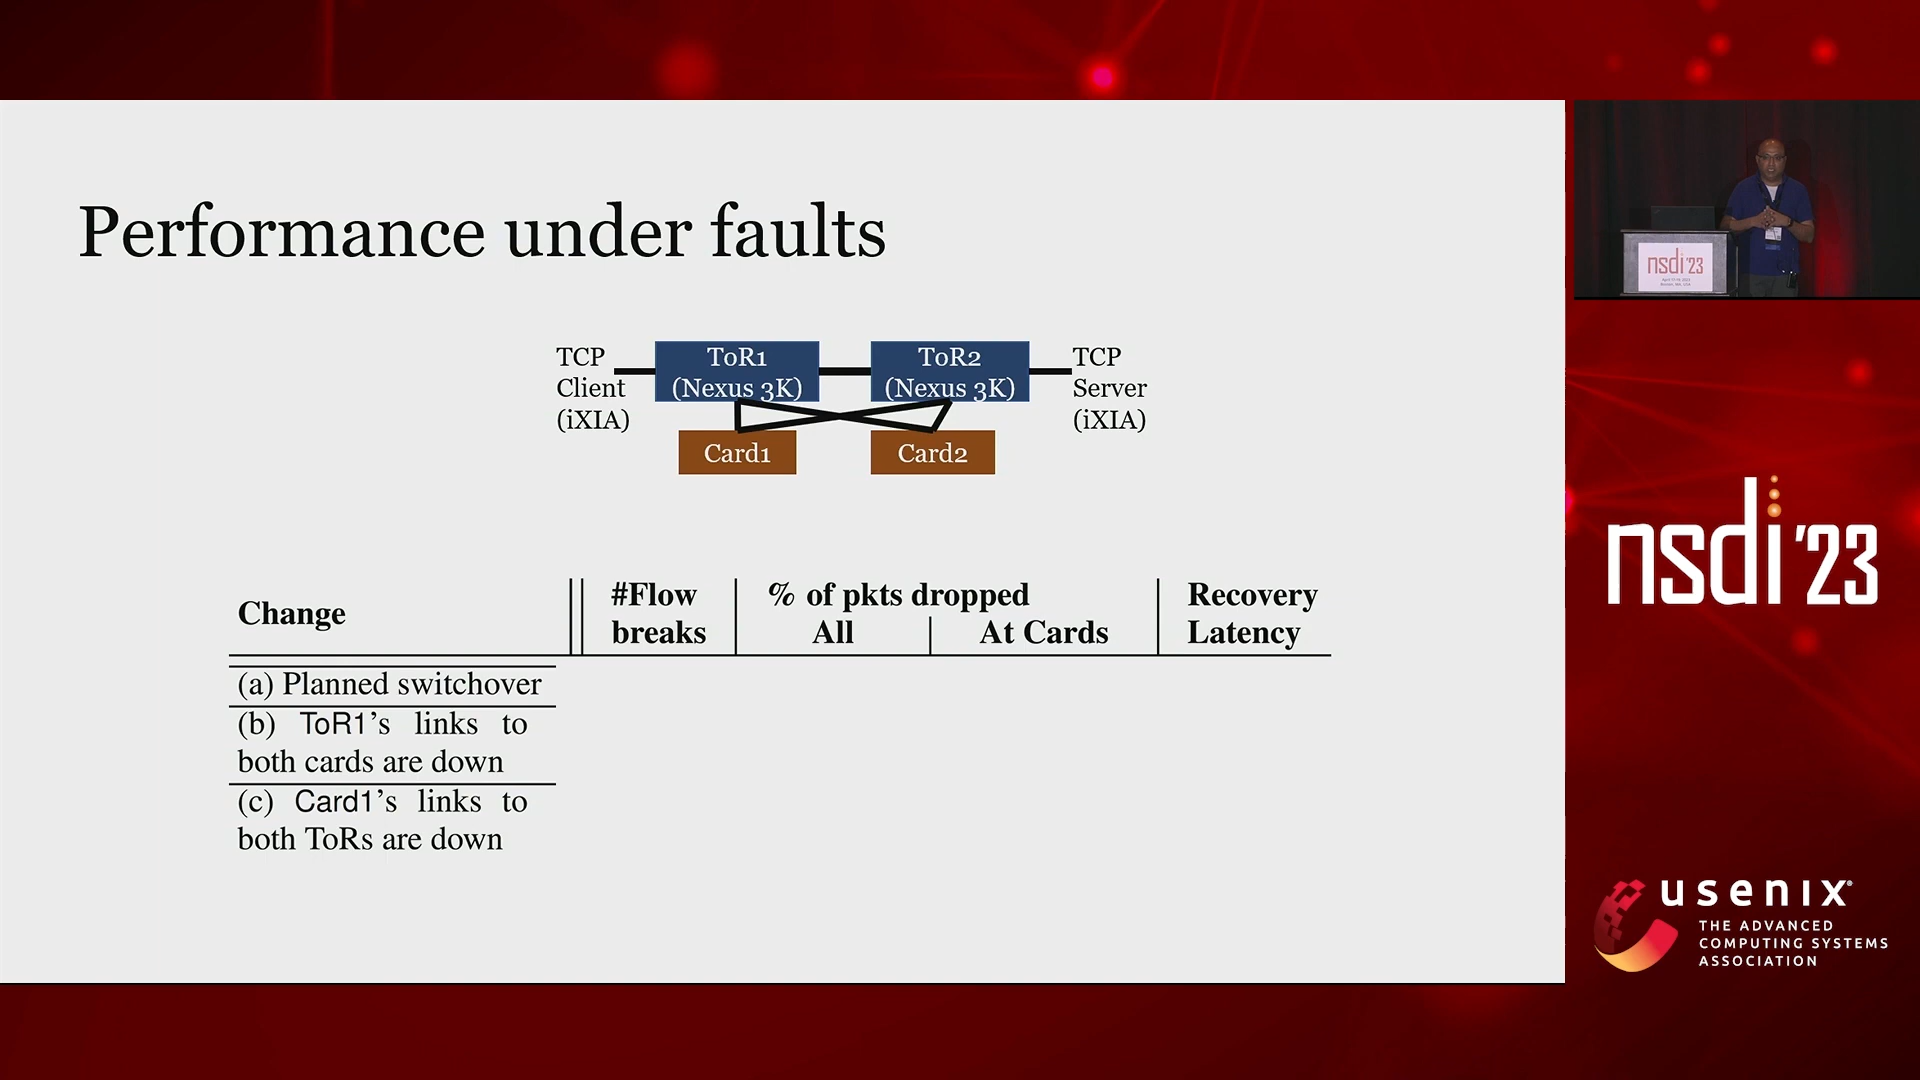 Performance under faults
TCP
Client
(iXIA)
ToR1
(Nexus 3K)
ToR2
(Nexus 3K)
TCP
Server
(iXIA)
Card1
Card2
Change
#Flow
breaks
% of pkts dropped
All
At Cards
Recovery
Latency
(a) Planned switchover
(b) ToR1's links to
both cards are down
(c) Card1's links to
both ToRs are down
nsdi '23
nsdi '23
usenix®
THE ADVANCED
COMPUTING SYSTEMS
ASSOCIATION